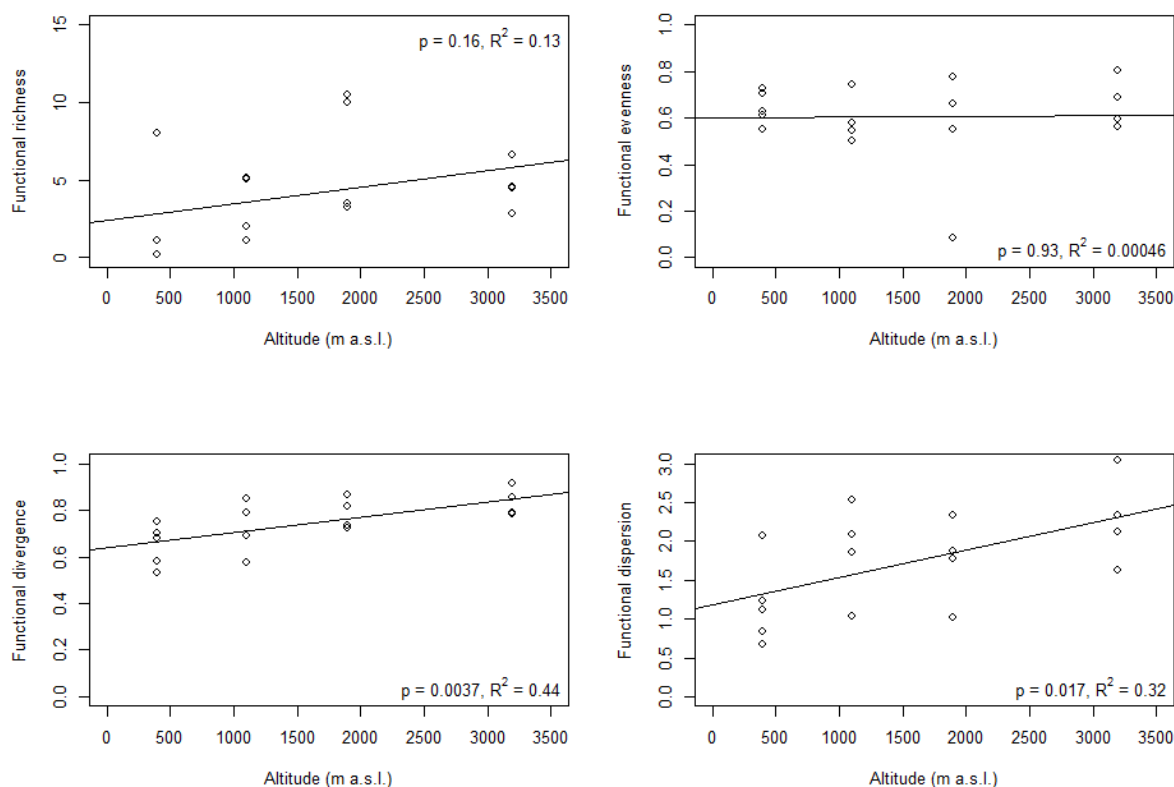 Functional richness
15
10
5
0
p = 0.16, R² = 0.13
0 500 1000 1500 2000 2500 3000 3500
Altitude (m a.s.l.)
Functional evenness
1.0
0.8
0.6
0.4
0.2
0.0
p = 0.93, R² = 0.00046
0 500 1000 1500 2000 2500 3000 3500
Altitude (m a.s.l.)
Functional divergence
1.0
0.8
0.6
0.4
0.2
0.0
p = 0.0037, R² = 0.44
0 500 1000 1500 2000 2500 3000 3500
Altitude (m a.s.l.)
Functional dispersion
3.0
2.5
2.0
1.5
1.0
0.5
0.0
p = 0.017, R² = 0.32
0 500 1000 1500 2000 2500 3000 3500
Altitude (m a.s.l.)